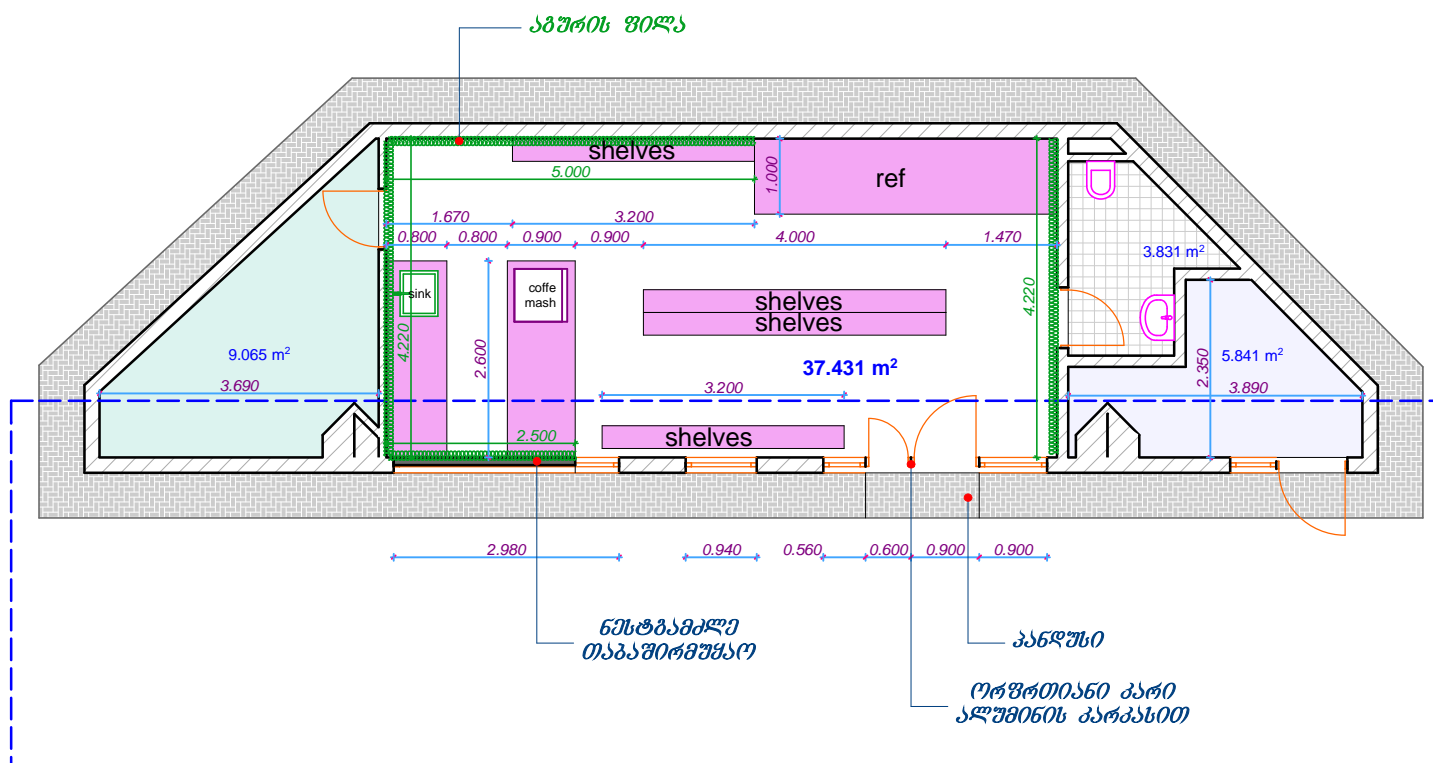 აგურის ფილა
shelves
ref
5.000
1.000
1.670
3.200
0.800
0.800
0.900
0.900
4.000
1.470
3.831 m²
sink
coffe
mash
shelves
shelves
4.220
4.220
2.600
9.065 m²
3.690
37.431 m²
5.841 m²
2.350
3.890
3.200
2.500
shelves
2.980
0.940
0.560
0.600
0.900
0.900
ნესტგამძლე
თაბაშირმუყაო
პანდუსი
ორფრთიანი კარი
ალუმინის კარკასით